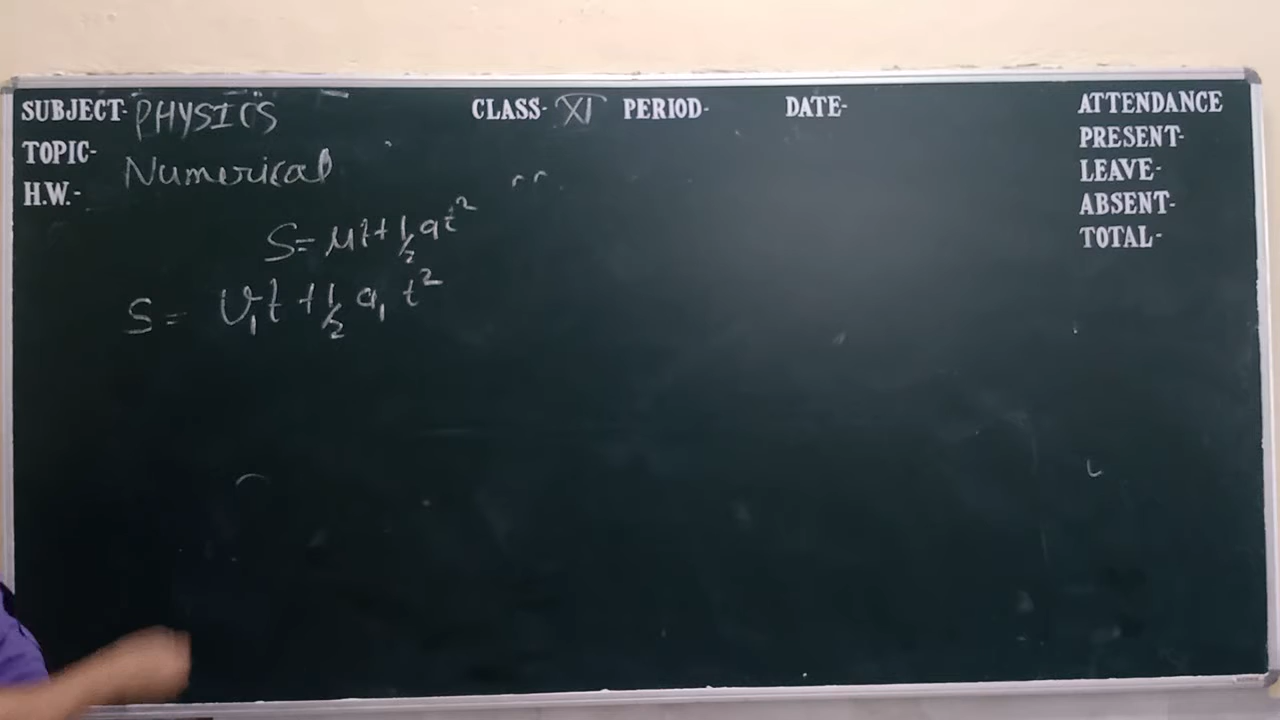 SUBJECT- PHYSICS CLASS- XI PERIOD- DATE- ATTENDANCE
TOPIC- Numerical PRESENT-
H.W.- LEAVE-
ABSENT-
TOTAL-
S= ut+½at²
S= V₁t+½a₁t²